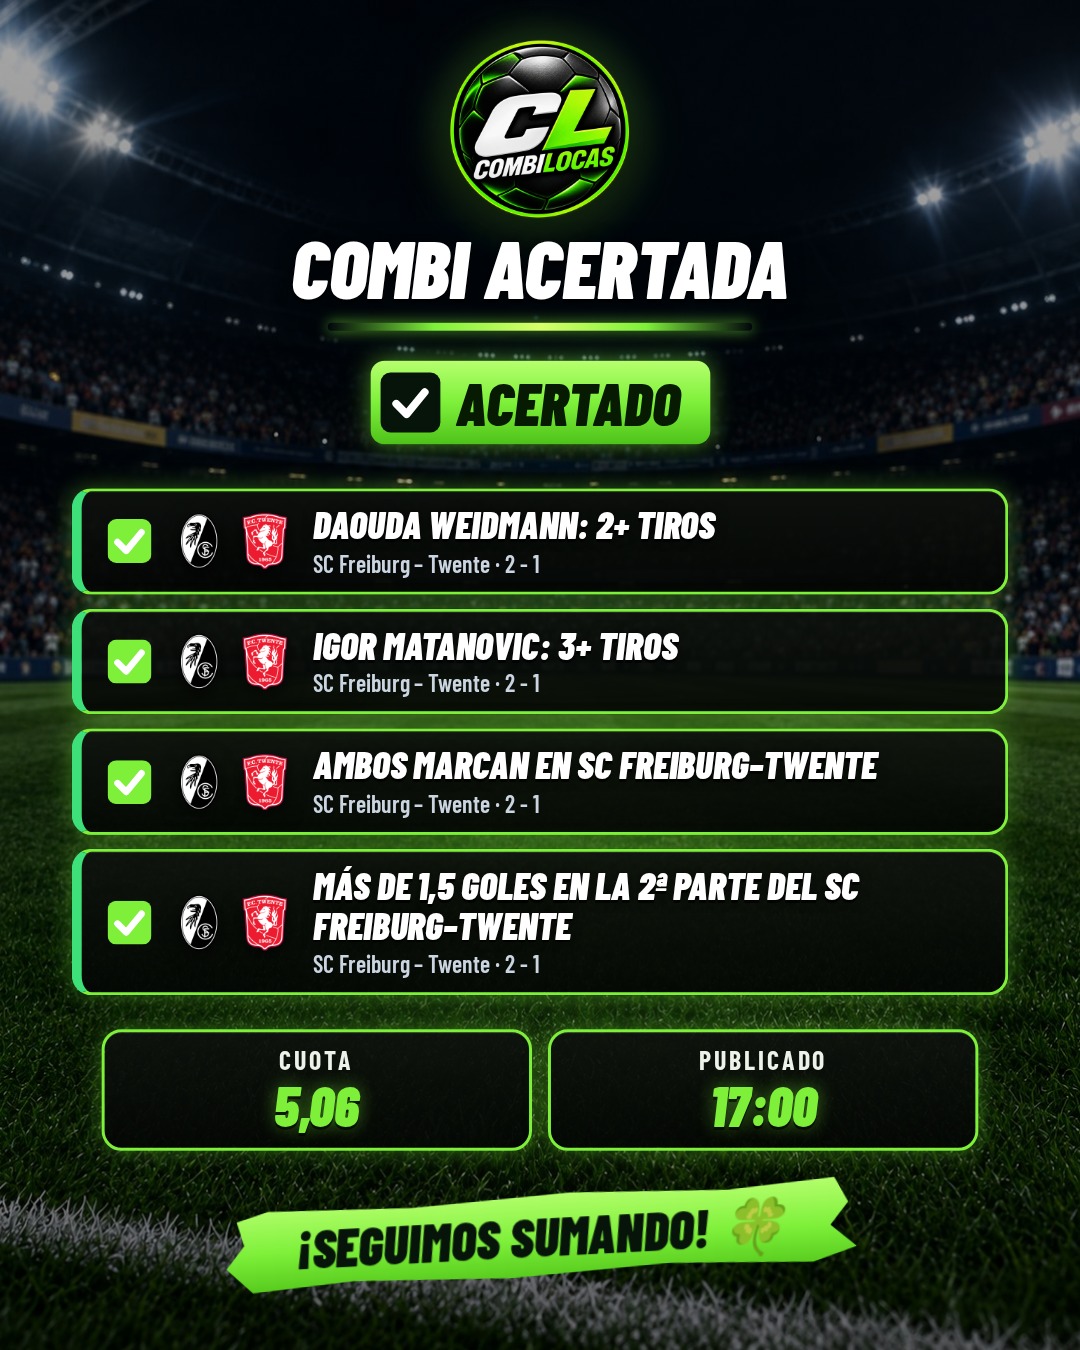 CL
COMBILOCAS
COMBI ACERTADA
ACERTADO
DAOUDA WEIDMANN: 2+ TIROS
SC Freiburg - Twente · 2 - 1
IGOR MATANOVIC: 3+ TIROS
SC Freiburg - Twente · 2 - 1
AMBOS MARCAN EN SC FREIBURG-TWENTE
SC Freiburg - Twente · 2 - 1
MÁS DE 1,5 GOLES EN LA 2ª PARTE DEL SC
FREIBURG-TWENTE
SC Freiburg - Twente · 2 - 1
CUOTA
5,06
PUBLICADO
17:00
¡SEGUIMOS SUMANDO!